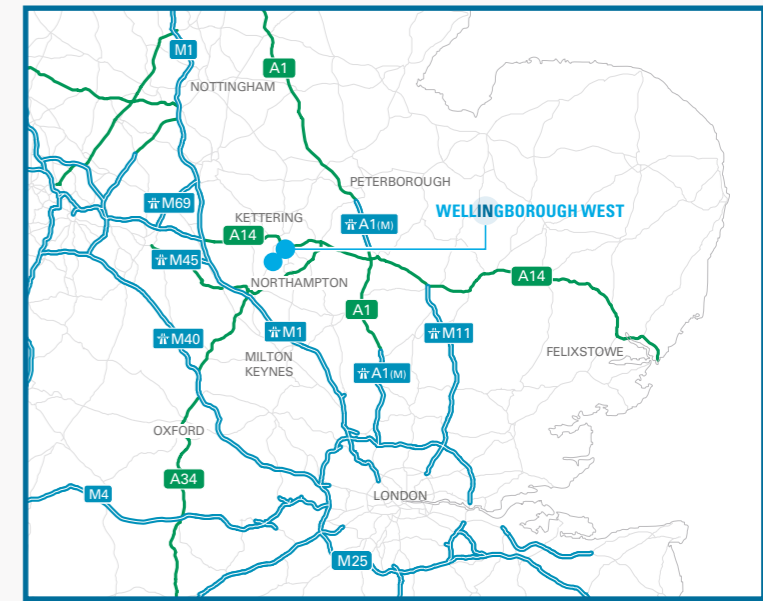 M1
A1
NOTTINGHAM
PETERBOROUGH
M69
WELLINGBOROUGH WEST
KETTERING
A1(M)
A14
M45
A14
NORTHAMPTON
A1
M1
M11
M40
FELIXSTOWE
MILTON
KEYNES
A1(M)
OXFORD
A34
M4
LONDON
M25